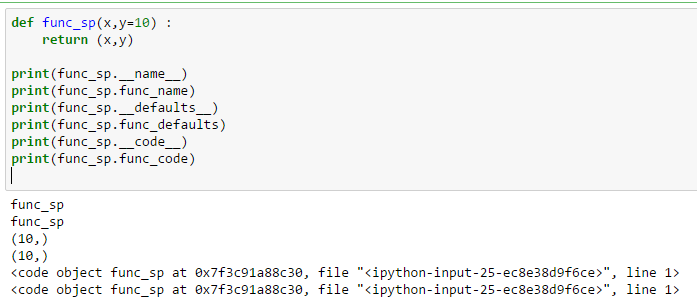 def func_sp(x,y=10) :
    return (x,y)

print(func_sp.__name__)
print(func_sp.func_name)
print(func_sp.__defaults__)
print(func_sp.func_defaults)
print(func_sp.__code__)
print(func_sp.func_code)

func_sp
func_sp
(10,)
(10,)
<code object func_sp at 0x7f3c91a88c30, file "<ipython-input-25-ec8e38d9f6ce>", line 1>
<code object func_sp at 0x7f3c91a88c30, file "<ipython-input-25-ec8e38d9f6ce>", line 1>